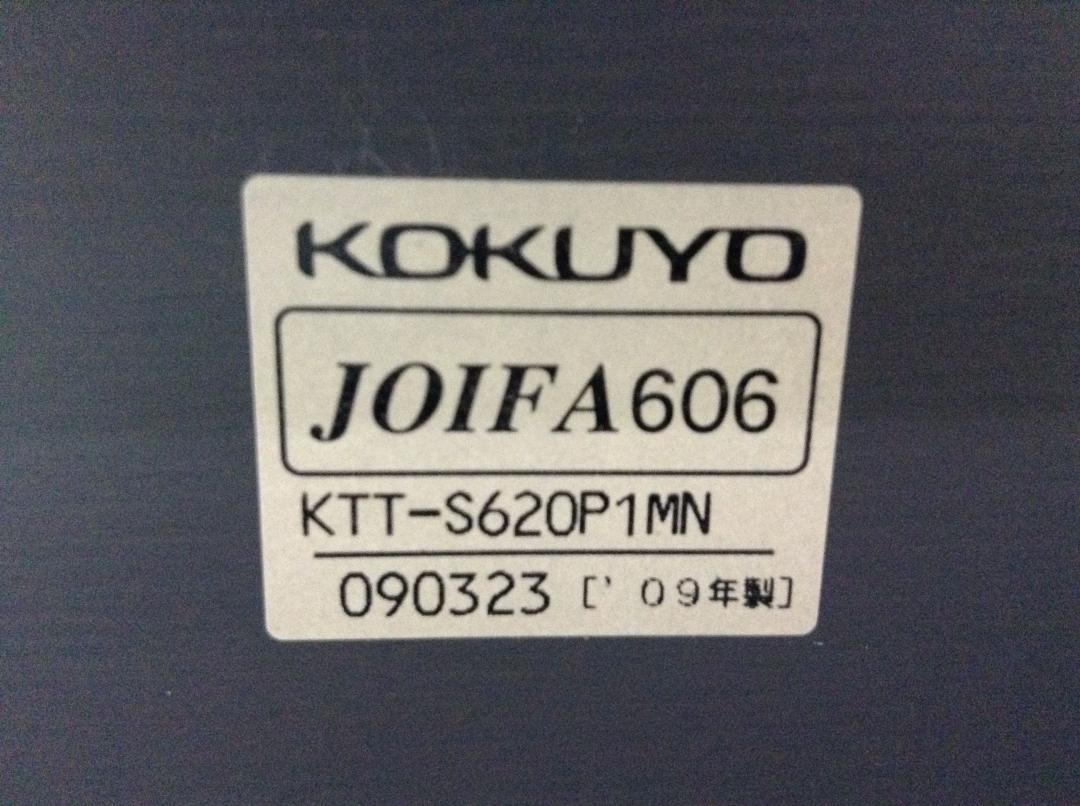 KOKUYO
JOIFA606
KTT-S620P1MN
090323 ['09年製]